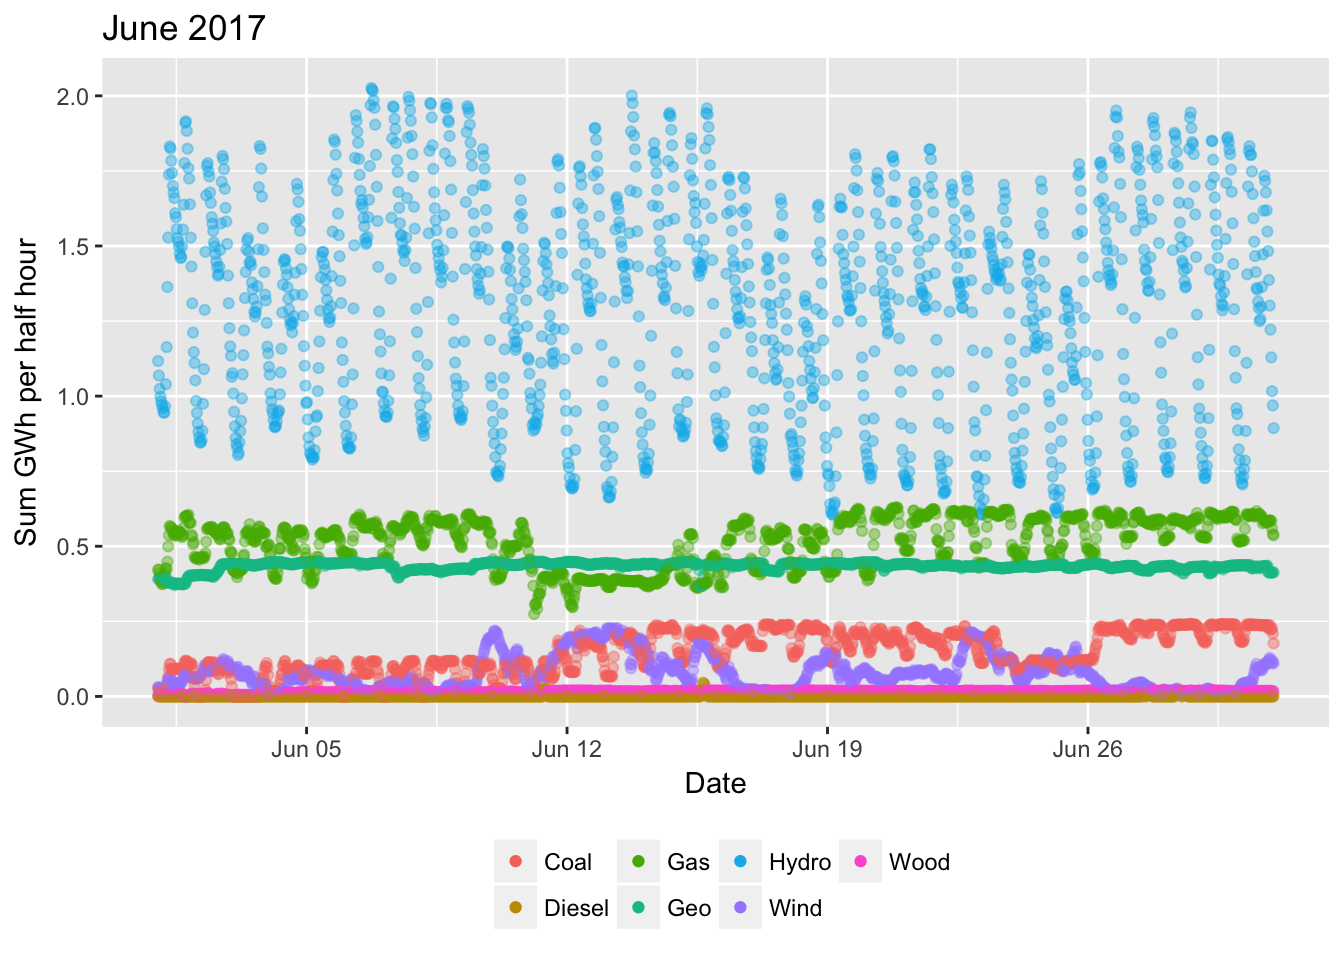 June 2017
2.0
1.5
1.0
0.5
0.0
Sum GWh per half hour
Jun 05 Jun 12 Jun 19 Jun 26
Date
Coal Gas Hydro Wood
Diesel Geo Wind